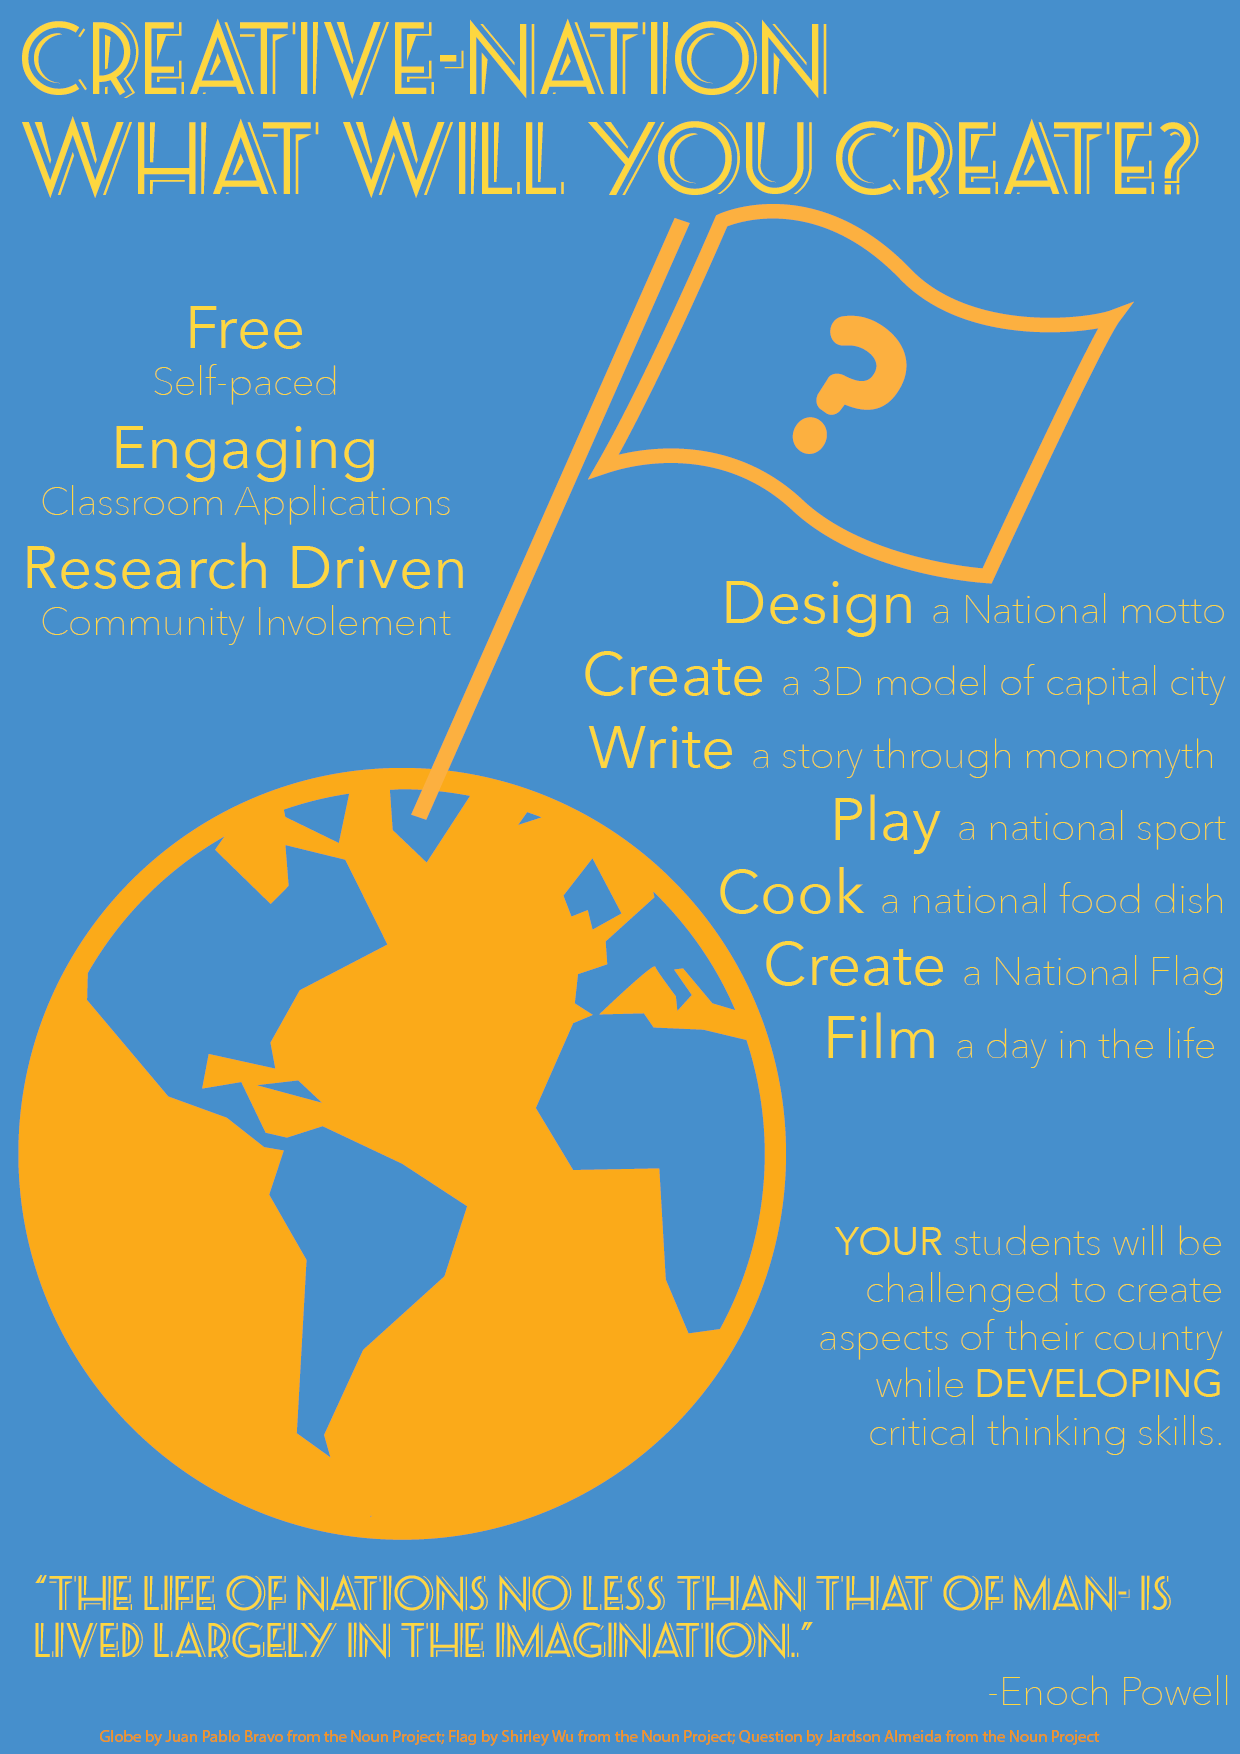 CREATIVE-NATION
WHAT WILL YOU CREATE?
?
Free
Self-paced
Engaging
Classroom Applications
Research Driven
Community Involement
Design a National motto
Create a 3D model of capital city
Write a story through monomyth
Play a national sport
Cook a national food dish
Create a National Flag
Film a day in the life
YOUR students will be
challenged to create
aspects of their country
while DEVELOPING
critical thinking skills.
"THE LIFE OF NATIONS NO LESS THAN THAT OF MAN- IS
LIVED LARGELY IN THE IMAGINATION."
-Enoch Powell
Globe by Juan Pablo Bravo from the Noun Project; Flag by Shirley Wu from the Noun Project; Question by Jardson Almeida from the Noun Project